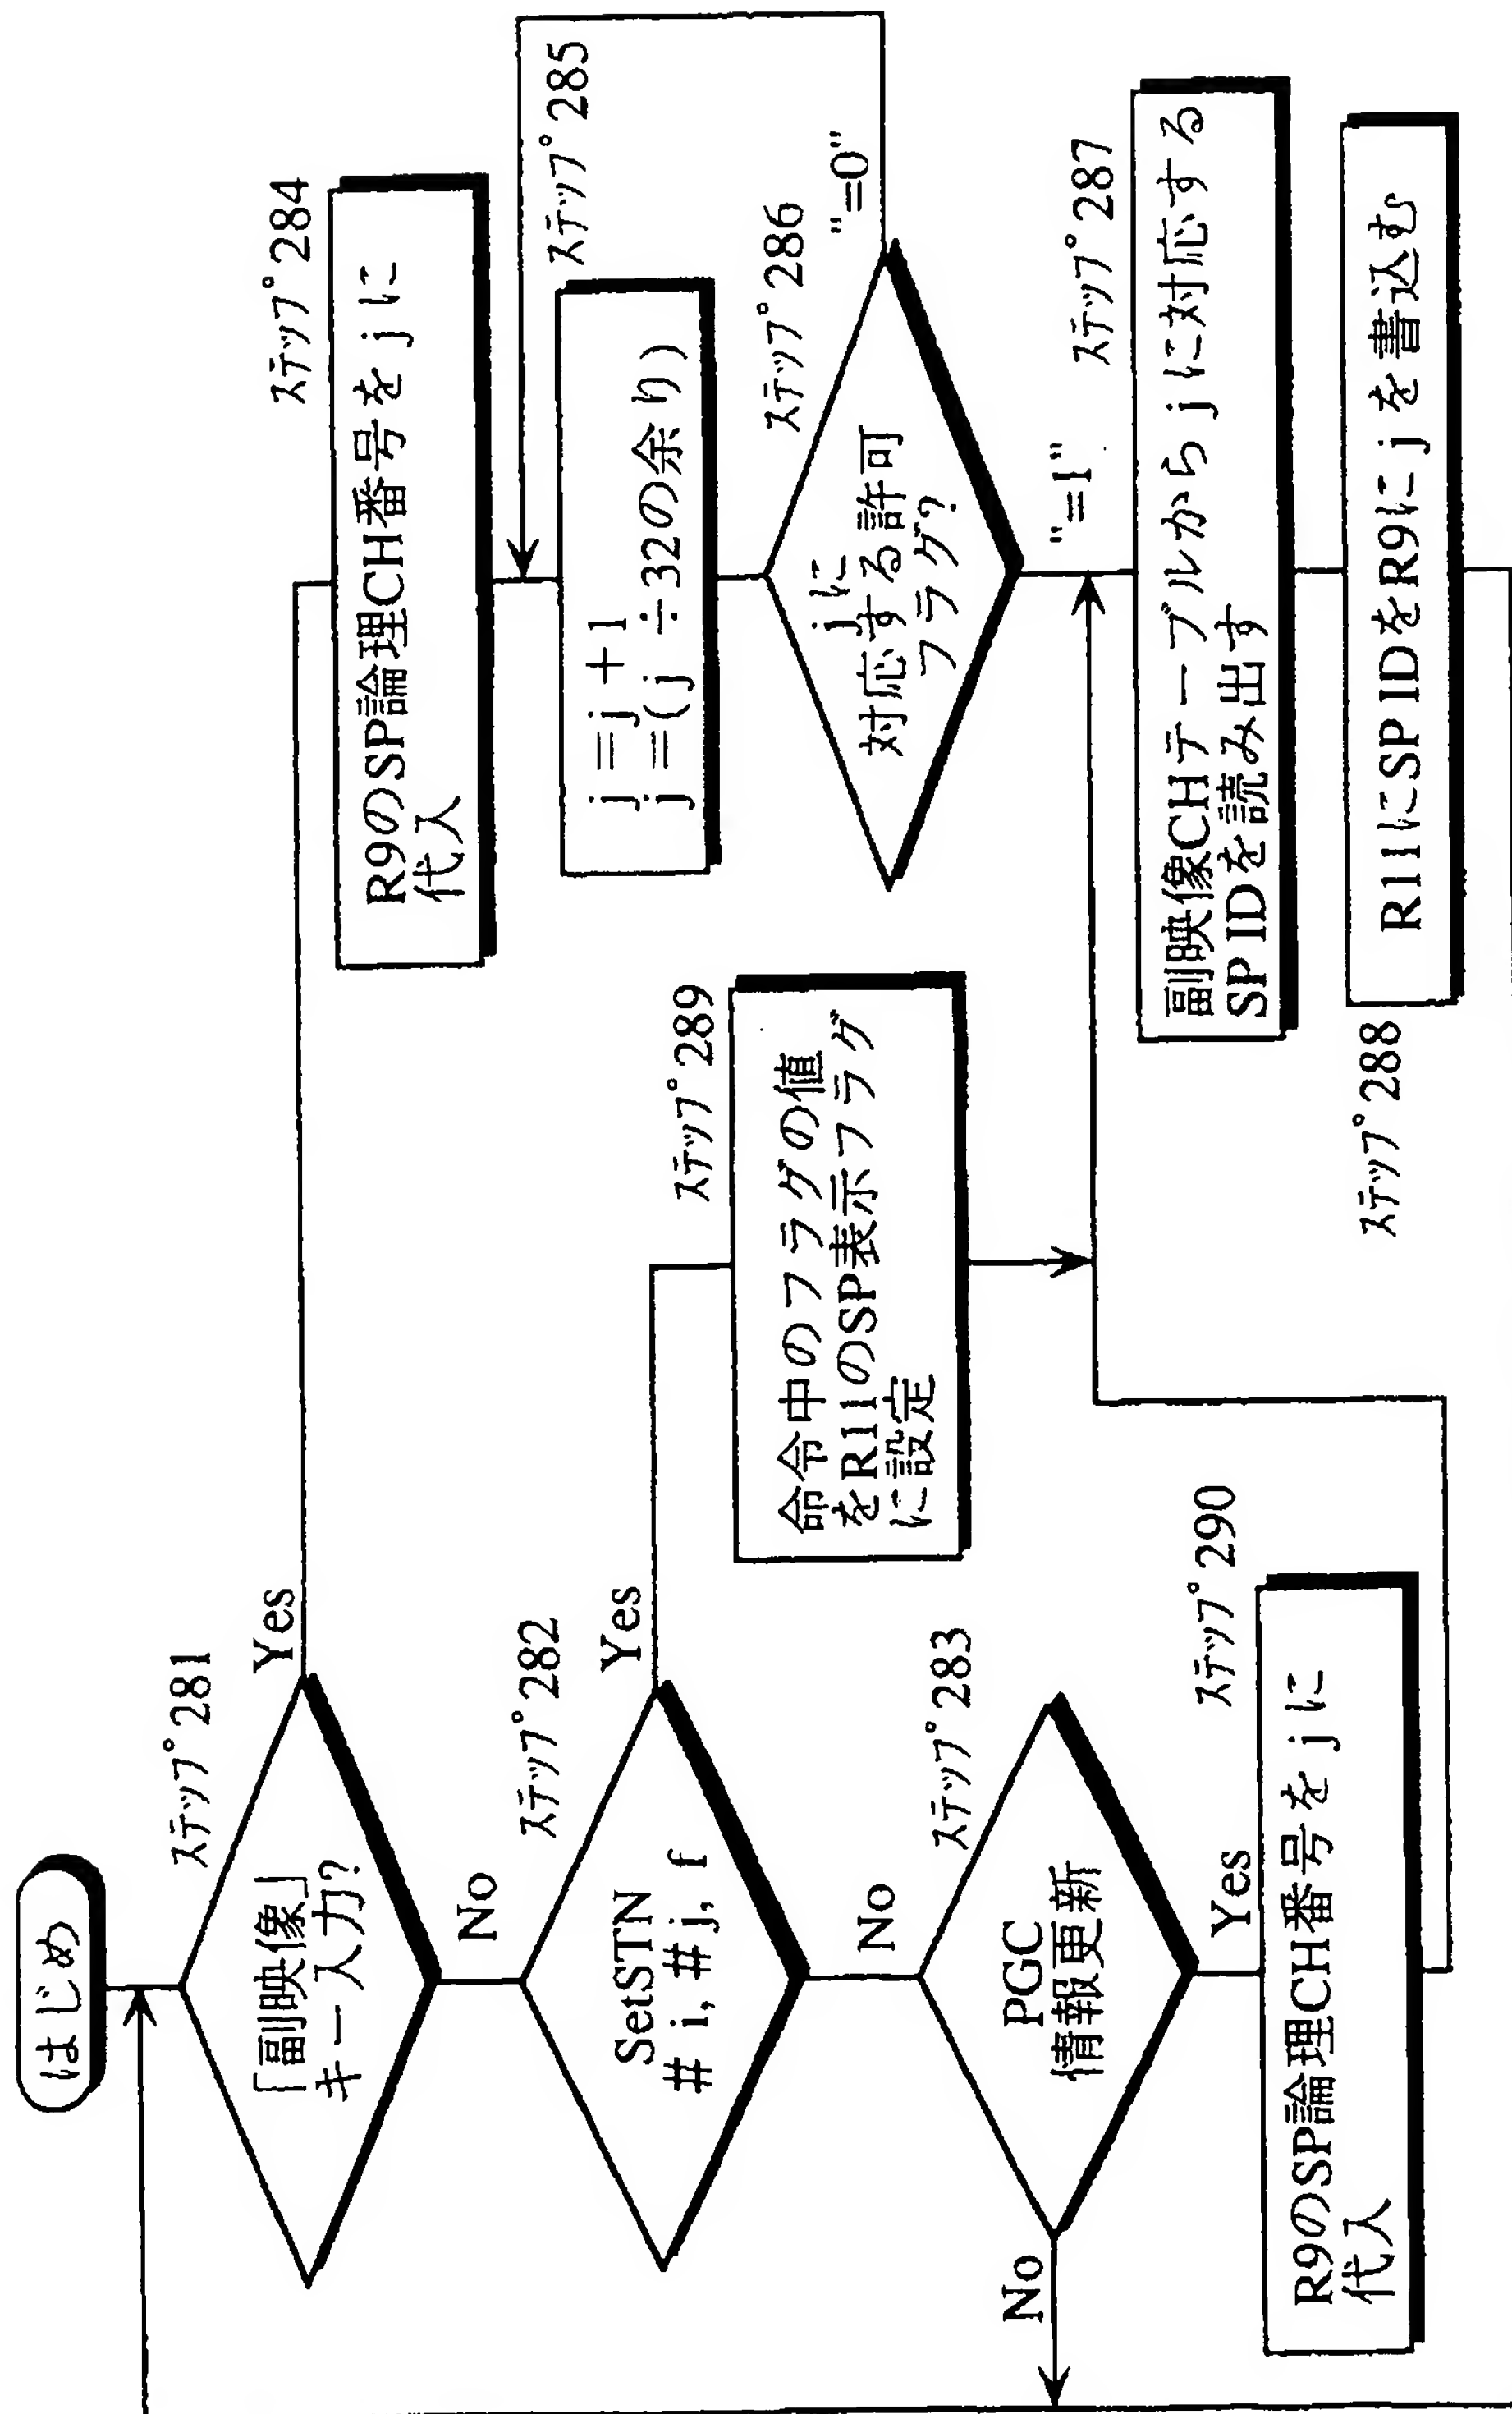 はじめ
ステップ281
「副映像」
キー入力?
Yes
No
ステップ282
SetSTN
# i, # j, f
Yes
No
ステップ283
PGC
情報更新
No
Yes
ステップ290
R9のSP論理CH番号を j に
代入
ステップ289
命令中のフラグの値
をR11のSP表示フラグ
に設定
ステップ284
R9のSP論理CH番号を j に
代入
ステップ285
j =j +1
j =(j ÷32の余り)
ステップ286
j に
対応する許可
フラグ?
"=0"
"=1"
ステップ287
副映像CHテーブルから j に対応する
SP IDを読み出す
ステップ288
R11にSP IDをR9に j を書込む